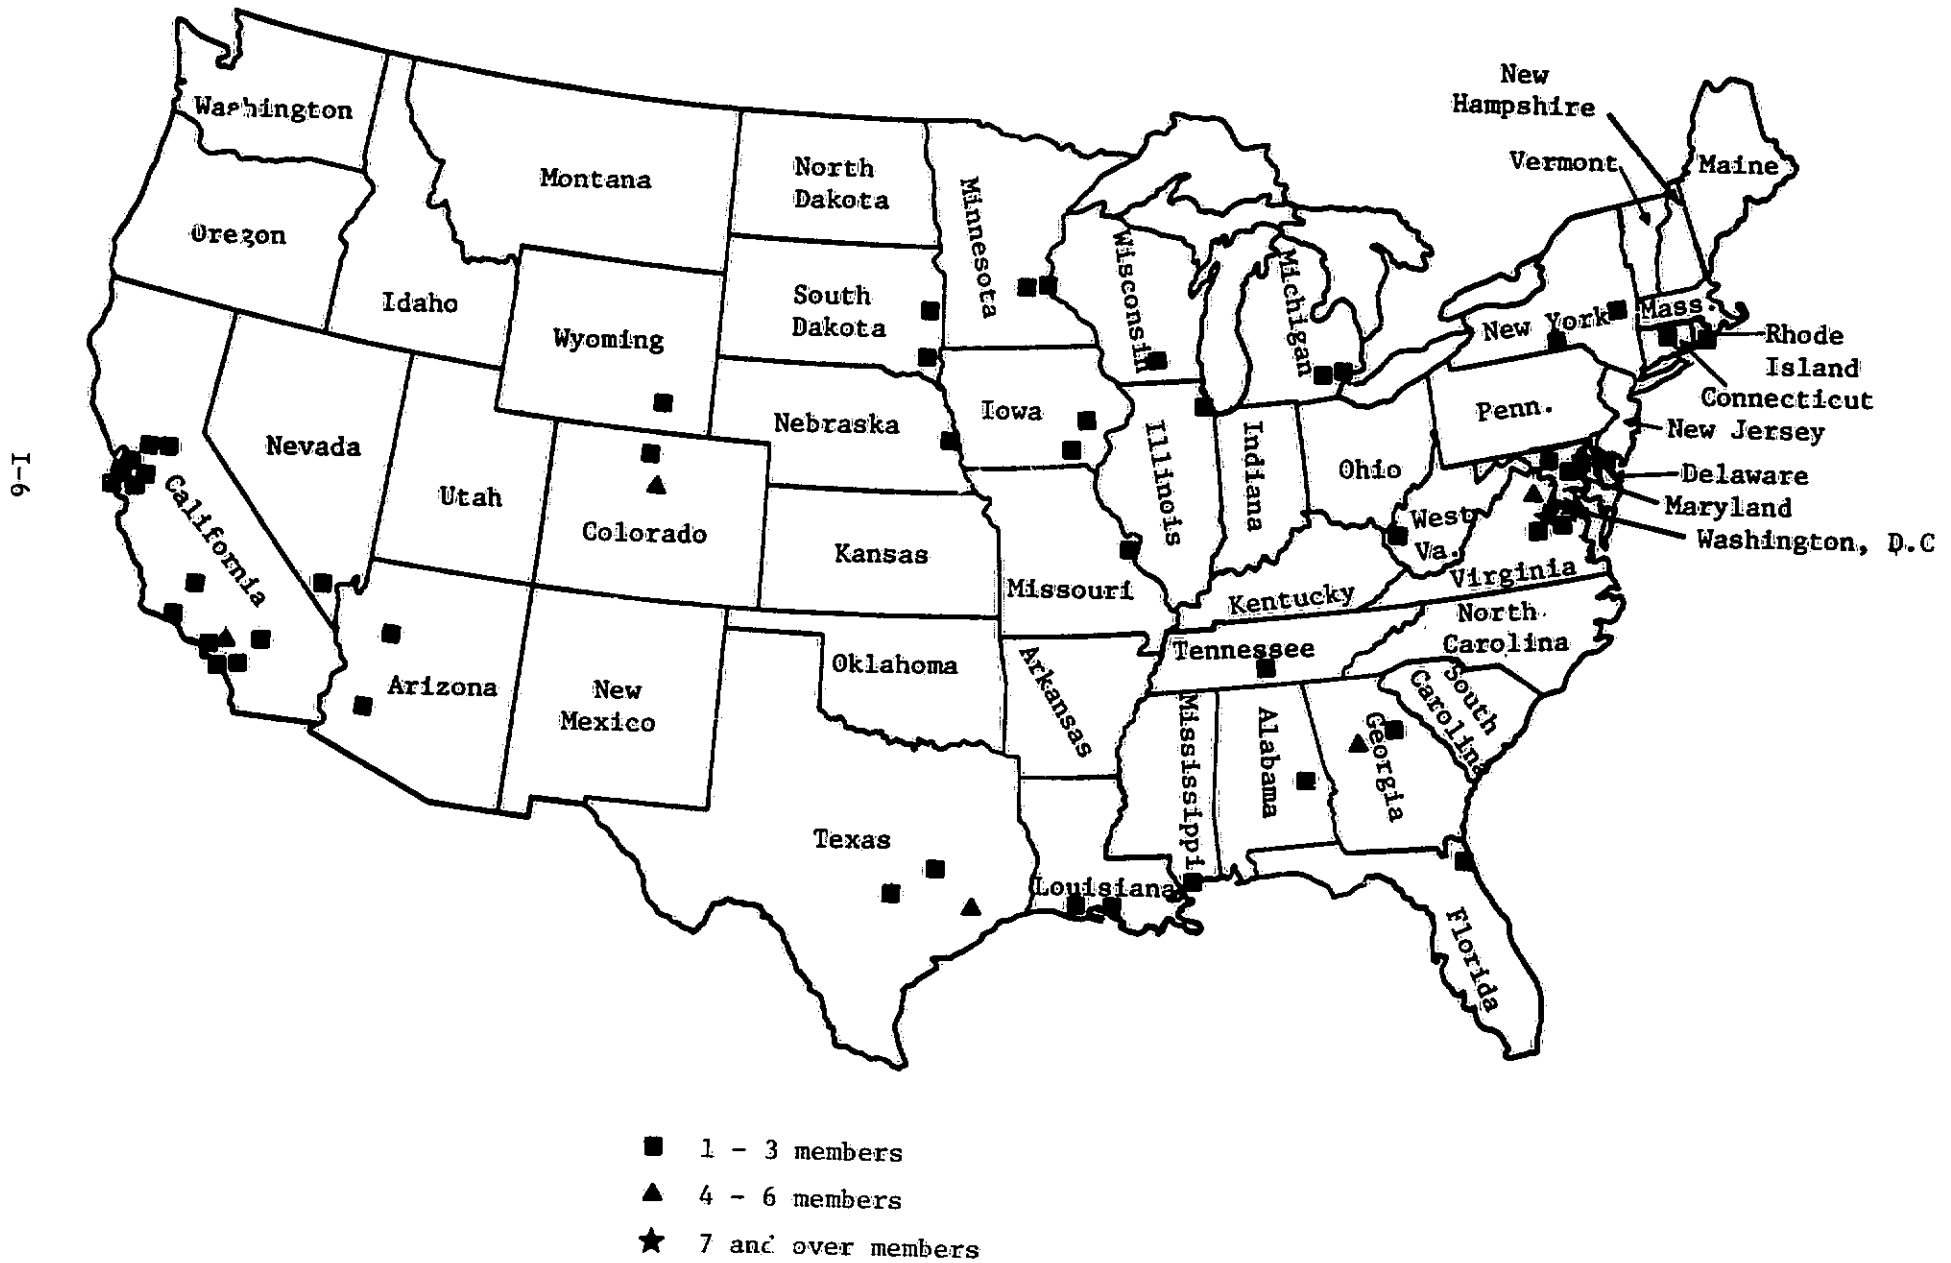 New
Hampshire
Vermont
Maine
Washington
Montana
North
Dakota
Minnesota
Oregon
Idaho
Wisconsin
Michigan
South
Dakota
Wyoming
New York
Mass.
Rhode
Island
Connecticut
Iowa
Nebraska
Penn.
New Jersey
Nevada
Illinois
Indiana
Ohio
Delaware
Maryland
Washington, D.C
I-6
California
Utah
Colorado
Kansas
Missouri
West
Va.
Virginia
Kentucky
North
Carolina
Tennessee
Oklahoma
Arkansas
Arizona
New
Mexico
South
Carolina
Mississippi
Alabama
Georgia
Texas
Louisiana
Florida
1 - 3 members
4 - 6 members
7 and over members